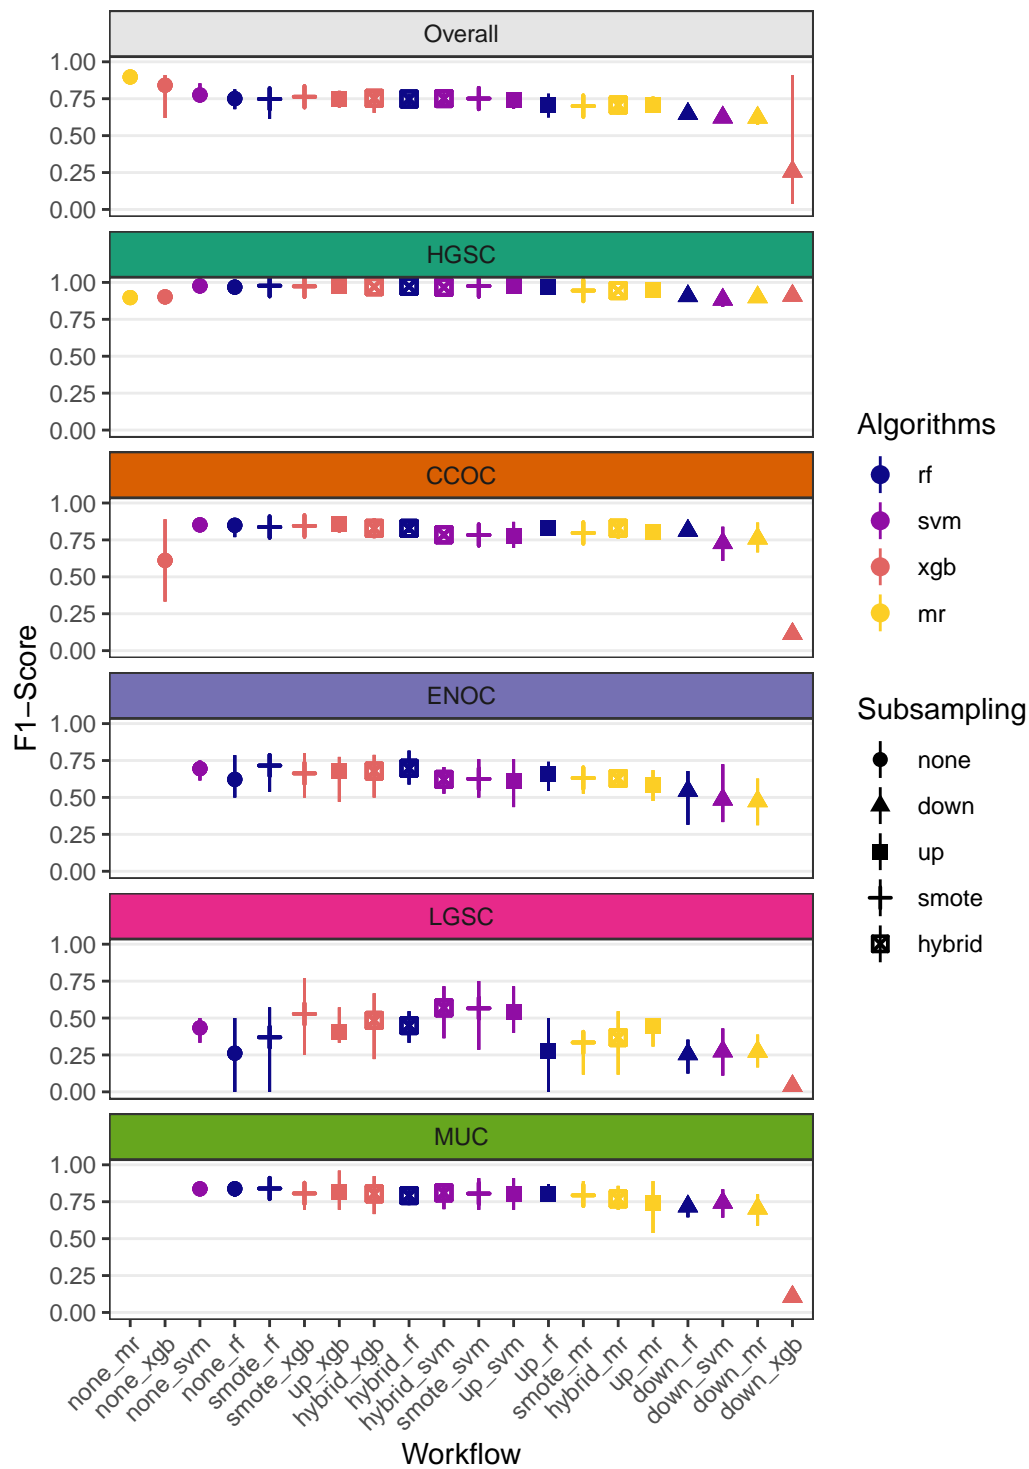 Overall
1.00
0.75
0.50
0.25
0.00
HGSC
1.00
0.75
0.50
0.25
0.00
CCOC
1.00
0.75
0.50
0.25
0.00
ENOC
1.00
0.75
0.50
0.25
0.00
LGSC
1.00
0.75
0.50
0.25
0.00
MUC
1.00
0.75
0.50
0.25
0.00
F1−Score
none_mr
none_xgb
none_svm
none_rf
smote_rf
smote_xgb
up_xgb
hybrid_xgb
hybrid_rf
hybrid_svm
smote_svm
up_svm
up_rf
smote_mr
hybrid_mr
up_mr
down_rf
down_svm
down_mr
down_xgb
Workflow
Algorithms
rf
svm
xgb
mr
Subsampling
none
down
up
smote
hybrid